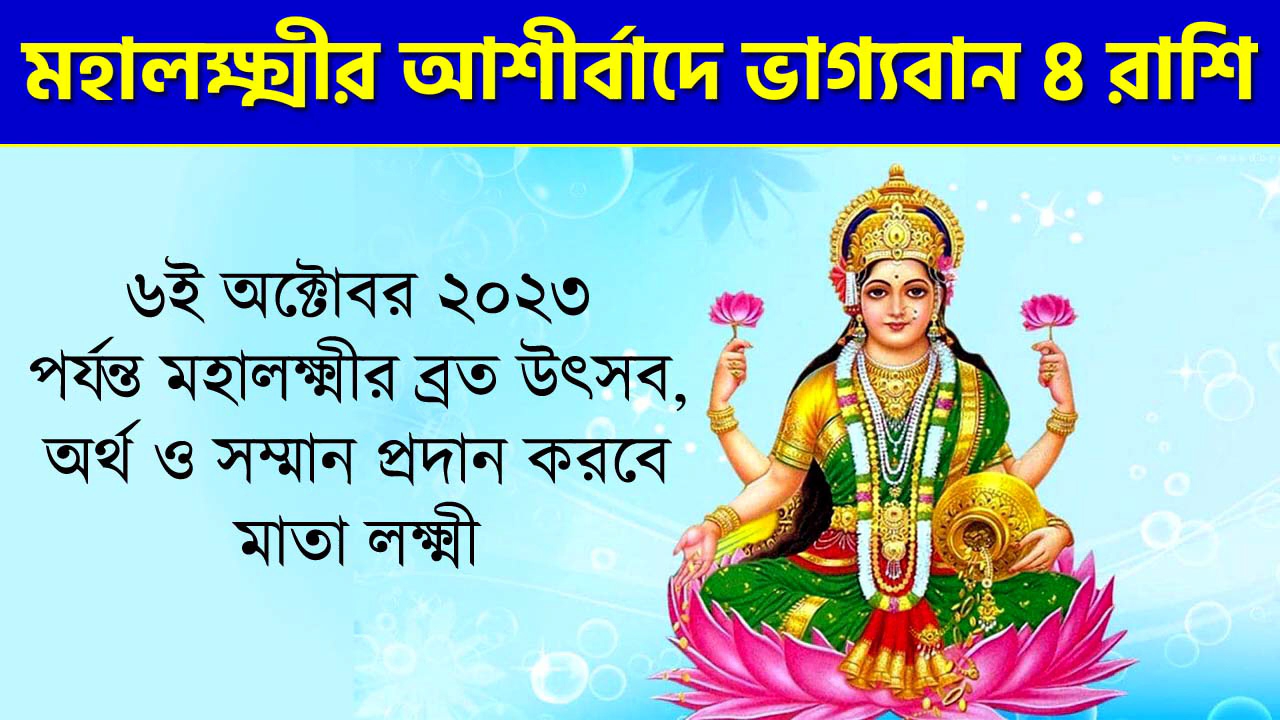 মহালক্ষ্মীর আশীর্বাদে ভাগ্যবান ৪ রাশি
৬ই অক্টোবর ২০২৩
পর্যন্ত মহালক্ষ্মীর ব্রত উৎসব,
অর্থ ও সম্মান প্রদান করবে
মাতা লক্ষ্মী